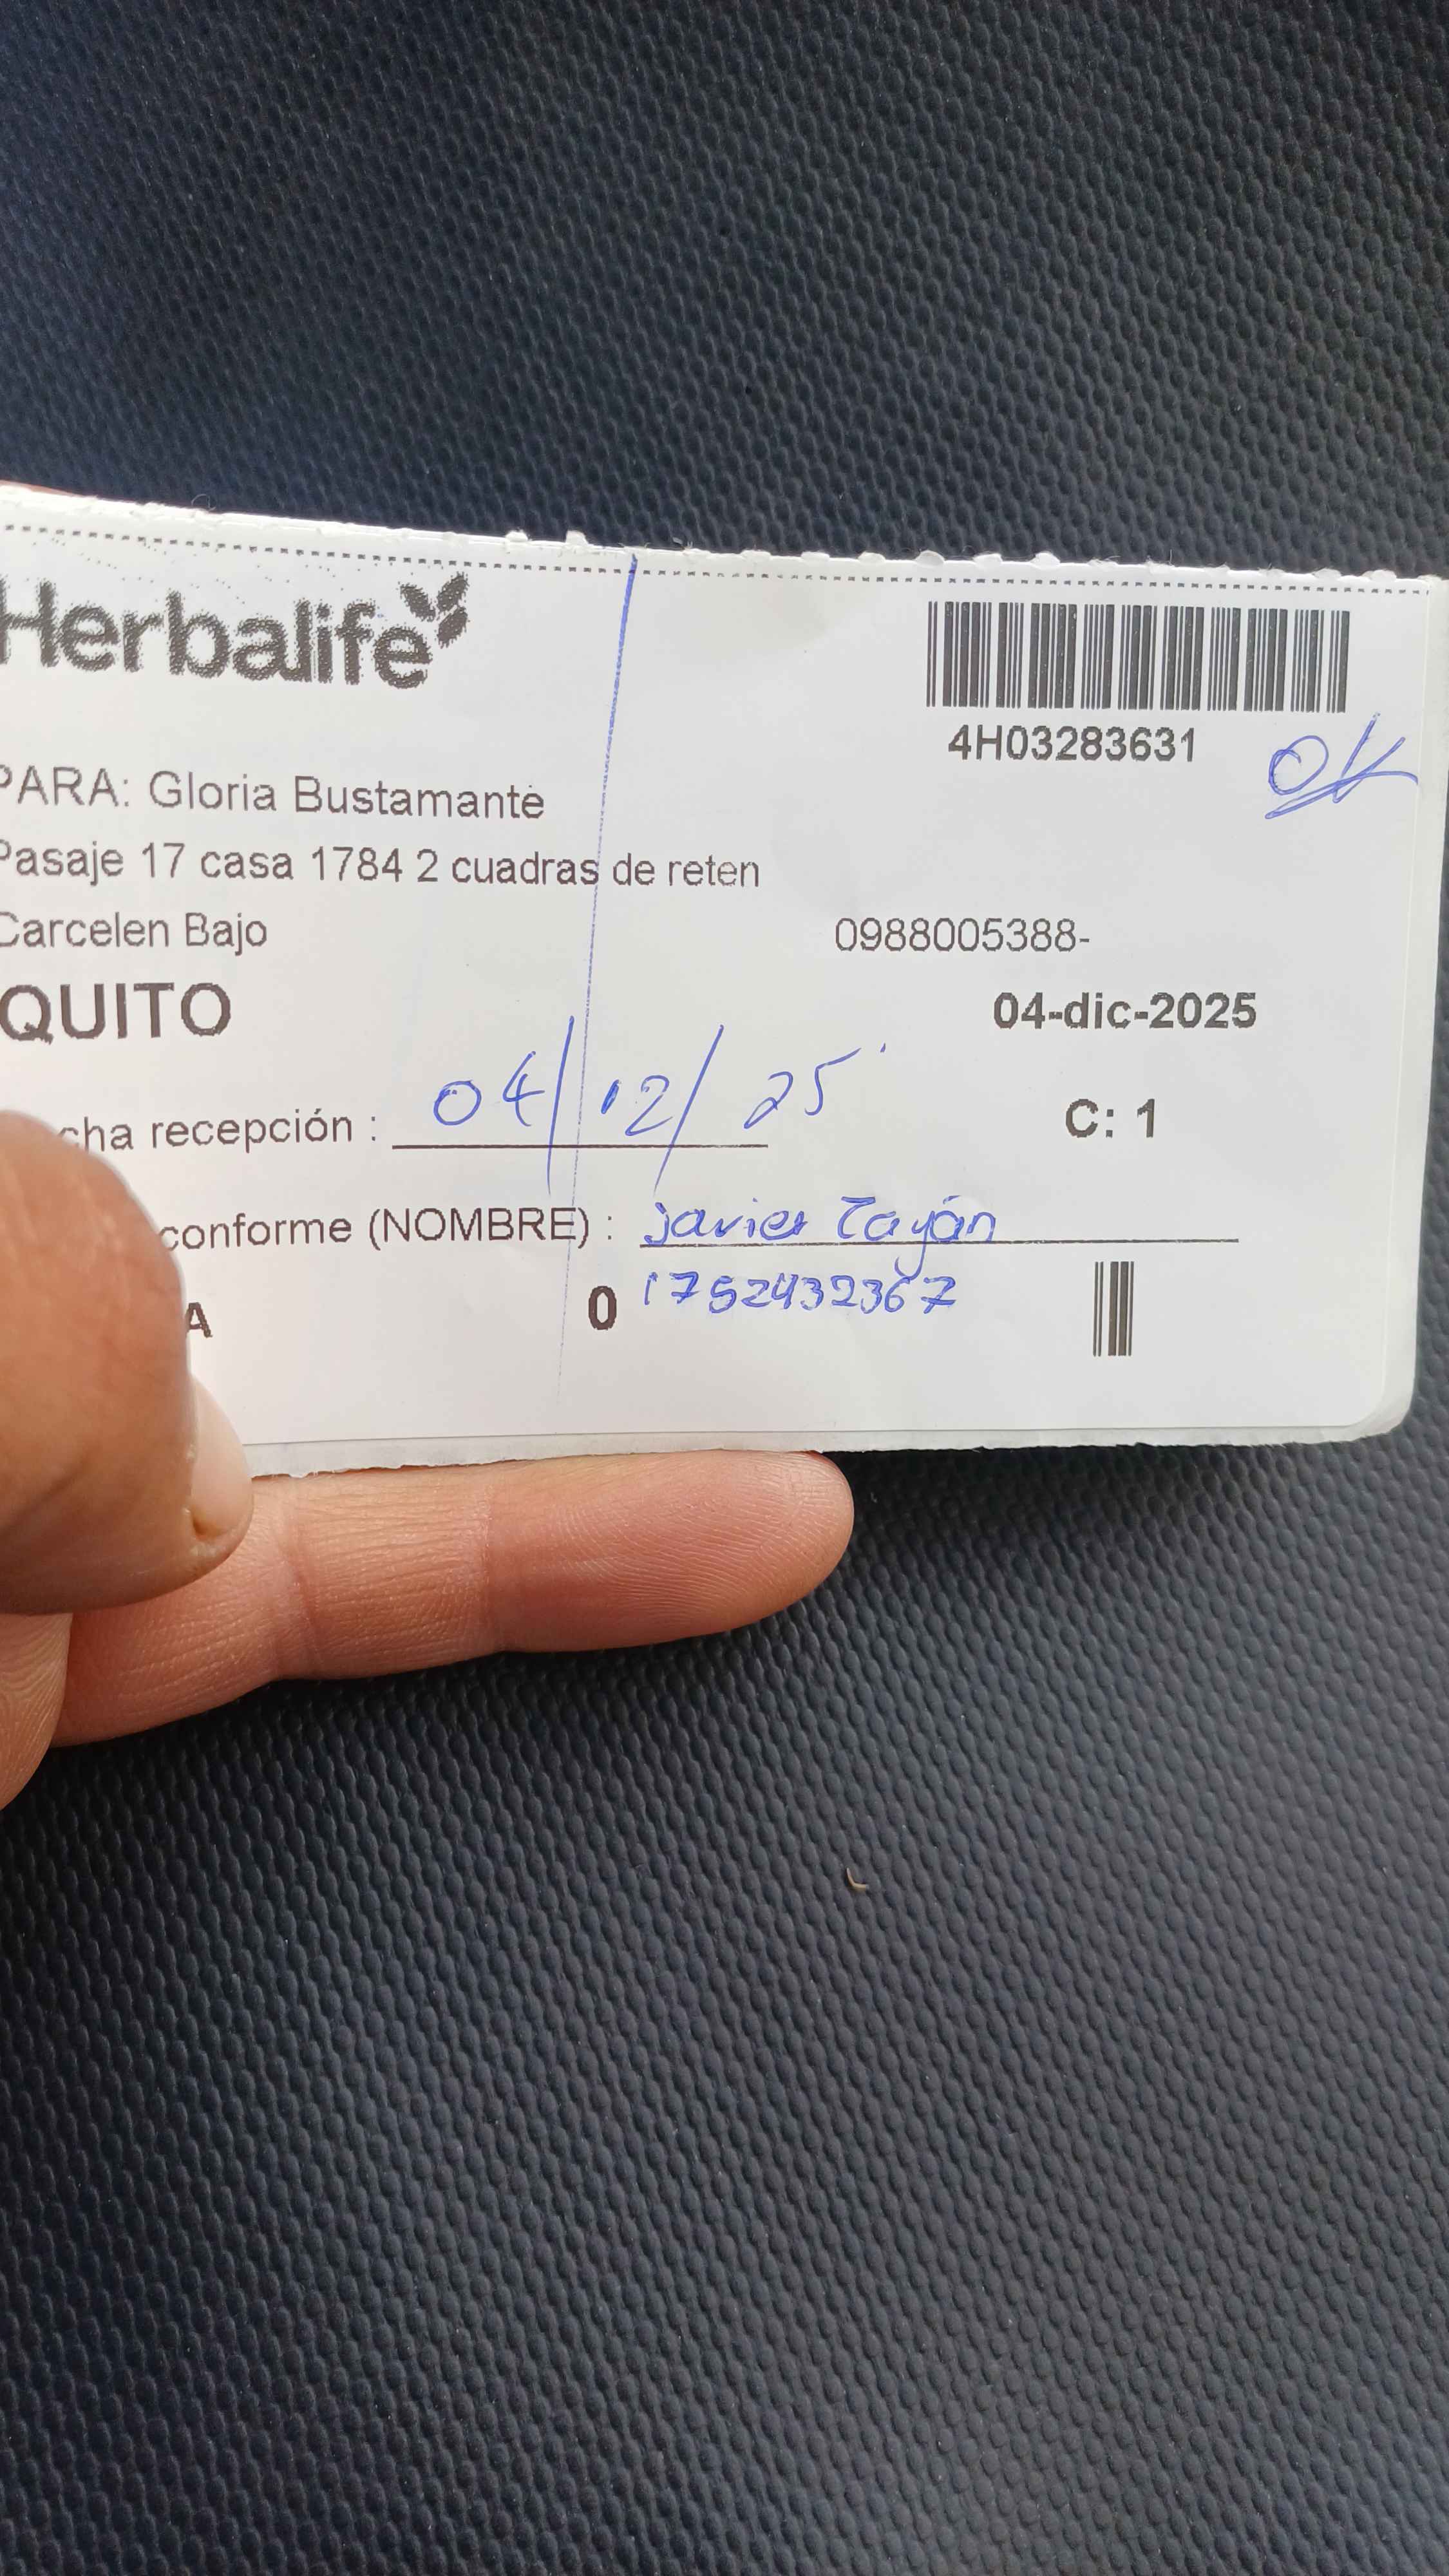 Herbalife
4H03283631
OK
PARA: Gloria Bustamante
Pasaje 17 casa 1784 2 cuadras de reten
Carcelen Bajo
0988005388-
QUITO
04-dic-2025
cha recepción : 04/12/25
C: 1
conforme (NOMBRE) : Javier Tayán
A
0 1752432367